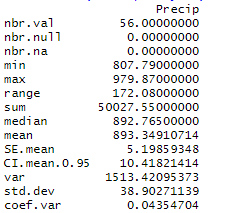 Precip
nbr.val 56.00000000
nbr.null 0.00000000
nbr.na 0.00000000
min 807.79000000
max 979.87000000
range 172.08000000
sum 50027.55000000
median 892.76500000
mean 893.34910714
SE.mean 5.19859348
CI.mean.0.95 10.41821414
var 1513.42095373
std.dev 38.90271139
coef.var 0.04354704